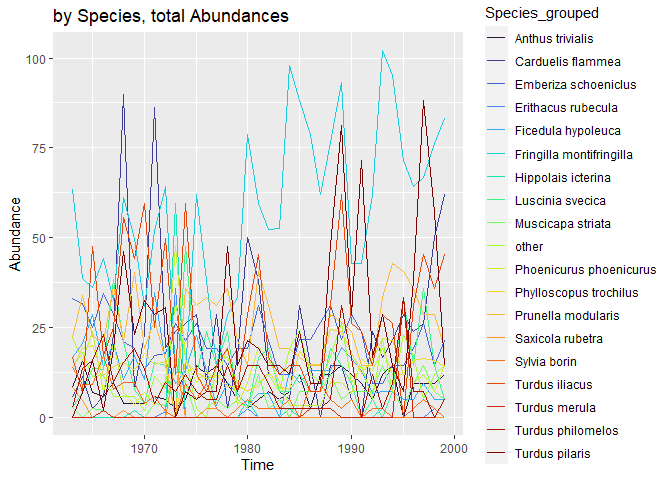 by Species, total Abundances
Species_grouped
Anthus trivialis
Carduelis flammea
Emberiza schoeniclus
Erithacus rubecula
Ficedula hypoleuca
Fringilla montifringilla
Hippolais icterina
Luscinia svecica
Muscicapa striata
other
Phoenicurus phoenicurus
Phylloscopus trochilus
Prunella modularis
Saxicola rubetra
Sylvia borin
Turdus iliacus
Turdus merula
Turdus philomelos
Turdus pilaris
Abundance
100
75
50
25
0
1970
1980
1990
2000
Time